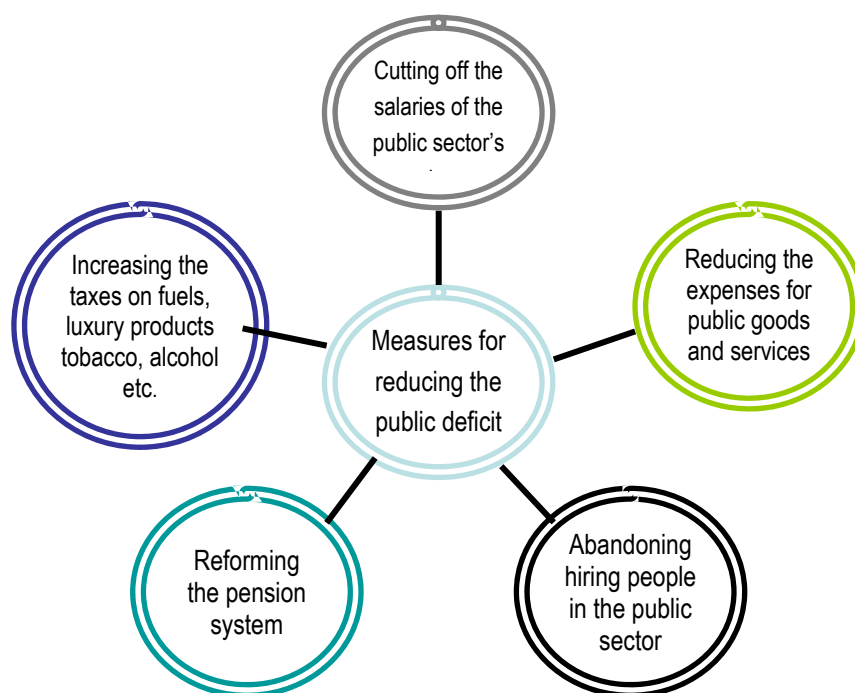 Cutting off the
salaries of the
public sector's
Increasing the
taxes on fuels,
luxury products
tobacco, alcohol
etc.
Reducing the
expenses for
public goods
and services
Measures for
reducing the
public deficit
Reforming
the pension
system
Abandoning
hiring people
in the public
sector